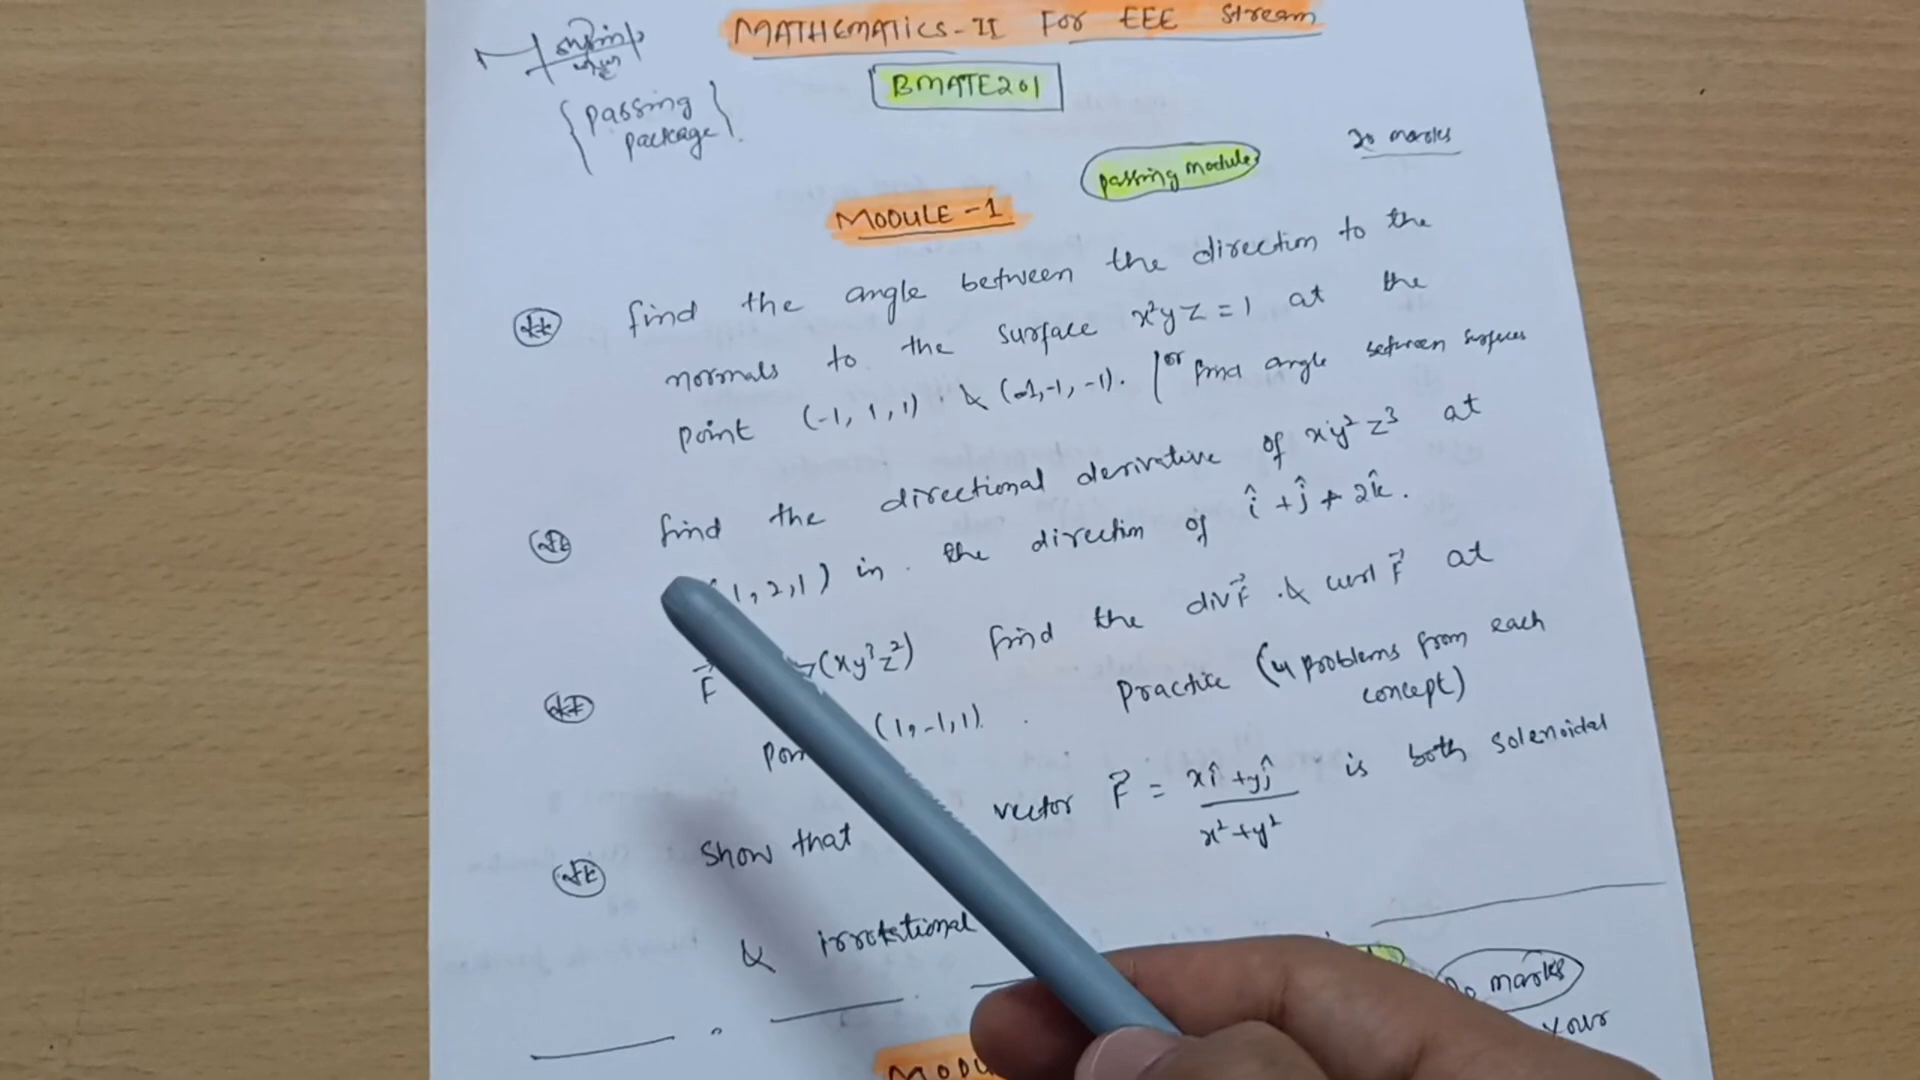 MATHEMATICS-II For EEE Stream
BMATE201
{passing
package}
passing module
20 marks
MODULE-1
find the angle between the direction to the
normals to the surface x²yz=1 at the
point (-1, 1, 1) & (-1,-1,-1). or find angle between surfaces
find the directional derivative of xy²z³ at
(1,2,1) in the direction of î+ĵ+2k̂.
F⃗ (xy³z²) find the div F⃗ & curl F⃗ at
(1,-1,1). Practice (4 problems from each
concept)
Show that vector F⃗ = xî+yĵ / x²+y² is both solenoidal
& irrotational
marks
your